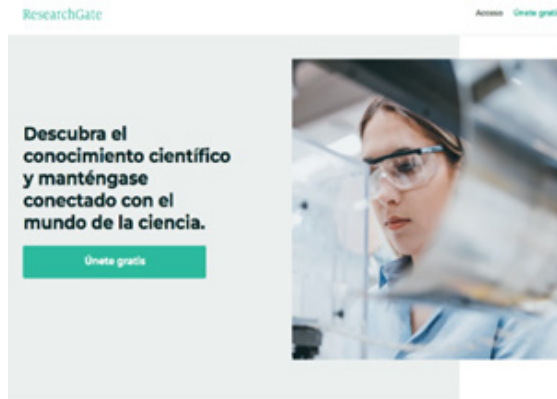 ResearchGate
Acceso Únete gratis
Descubra el
conocimiento científico
y manténgase
conectado con el
mundo de la ciencia.
Únete gratis